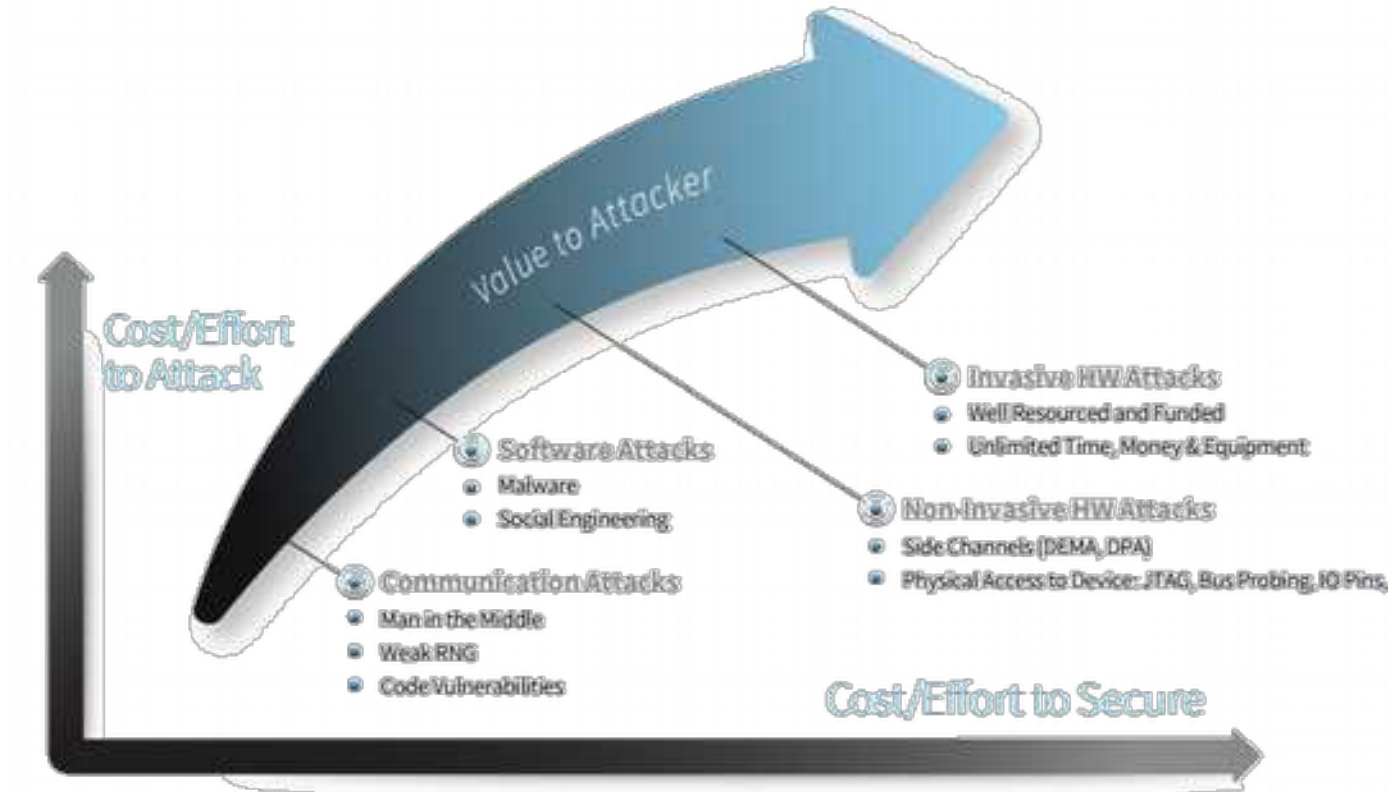 Value to Attacker
Cost/Effort
to Attack
Invasive HW Attacks
Well Resourced and Funded
Unlimited Time, Money & Equipment
Software Attacks
Malware
Social Engineering
Non-Invasive HW Attacks
Side Channels (DEMA, DPA)
Physical Access to Device: JTAG, Bus Probing, IO Pins,
Communication Attacks
Man in the Middle
Weak RNG
Code Vulnerabilities
Cost/Effort to Secure